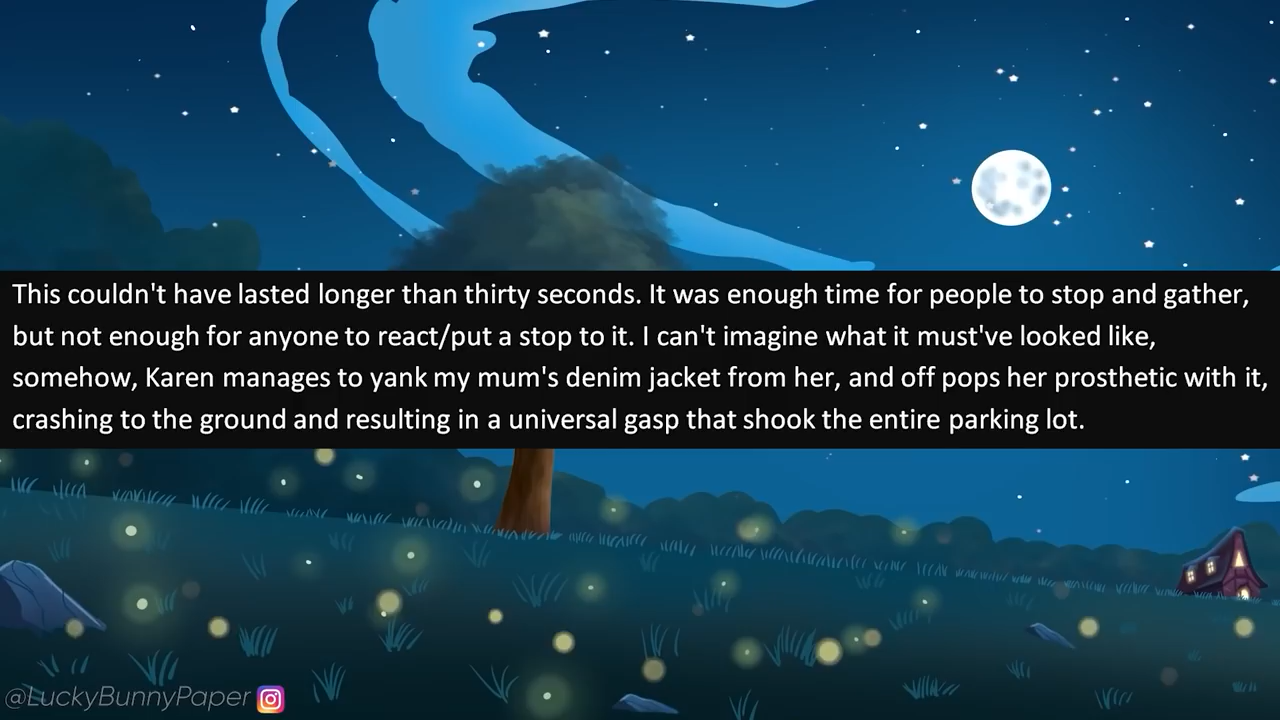 This couldn't have lasted longer than thirty seconds. It was enough time for people to stop and gather,
but not enough for anyone to react/put a stop to it. I can't imagine what it must've looked like,
somehow, Karen manages to yank my mum's denim jacket from her, and off pops her prosthetic with it,
crashing to the ground and resulting in a universal gasp that shook the entire parking lot.
@LuckyBunnyPaper